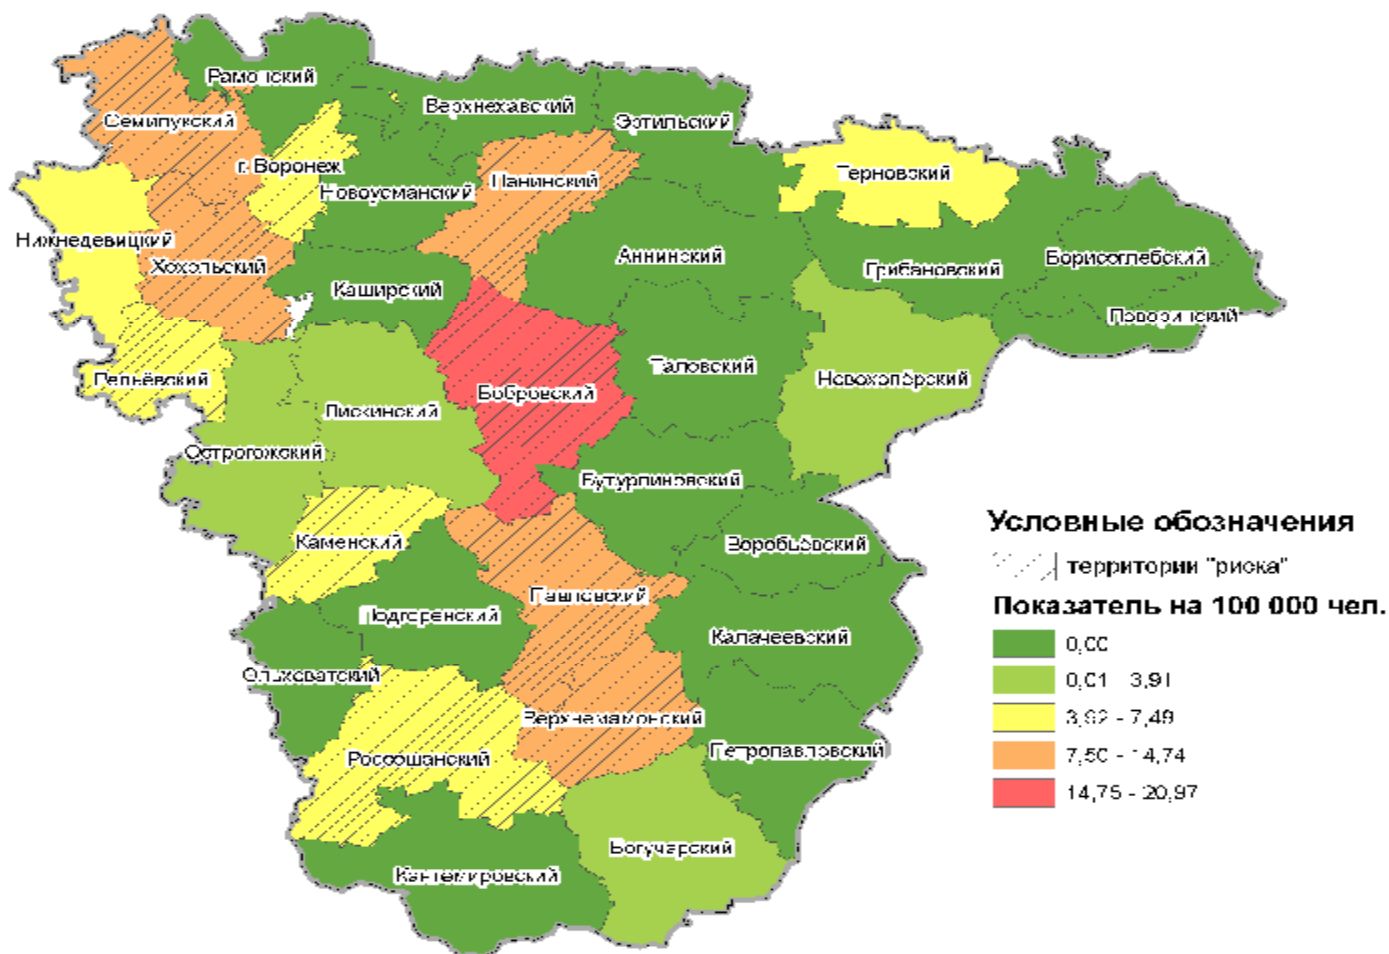 Рамонский
Верхнехавский
Эртильский
Семилукский
г. Воронеж
Терновский
Панинский
Новоусманский
Нижнедевицкий
Хохольский
Аннинский
Грибановский
Борисоглебский
Каширский
Поворинский
Репьёвский
Таловский
Новохопёрский
Бобровский
Лискинский
Острогожский
Бутурлиновский
Каменский
Воробьёвский
Павловский
Подгоренский
Калачеевский
Ольховатский
Верхнемамонский
Петропавловский
Россошанский
Богучарский
Кантемировский
Условные обозначения
территории "риска"
Показатель на 100 000 чел.
0,00
0,01 - 3,91
3,92 - 7,49
7,50 - 14,74
14,75 - 20,97